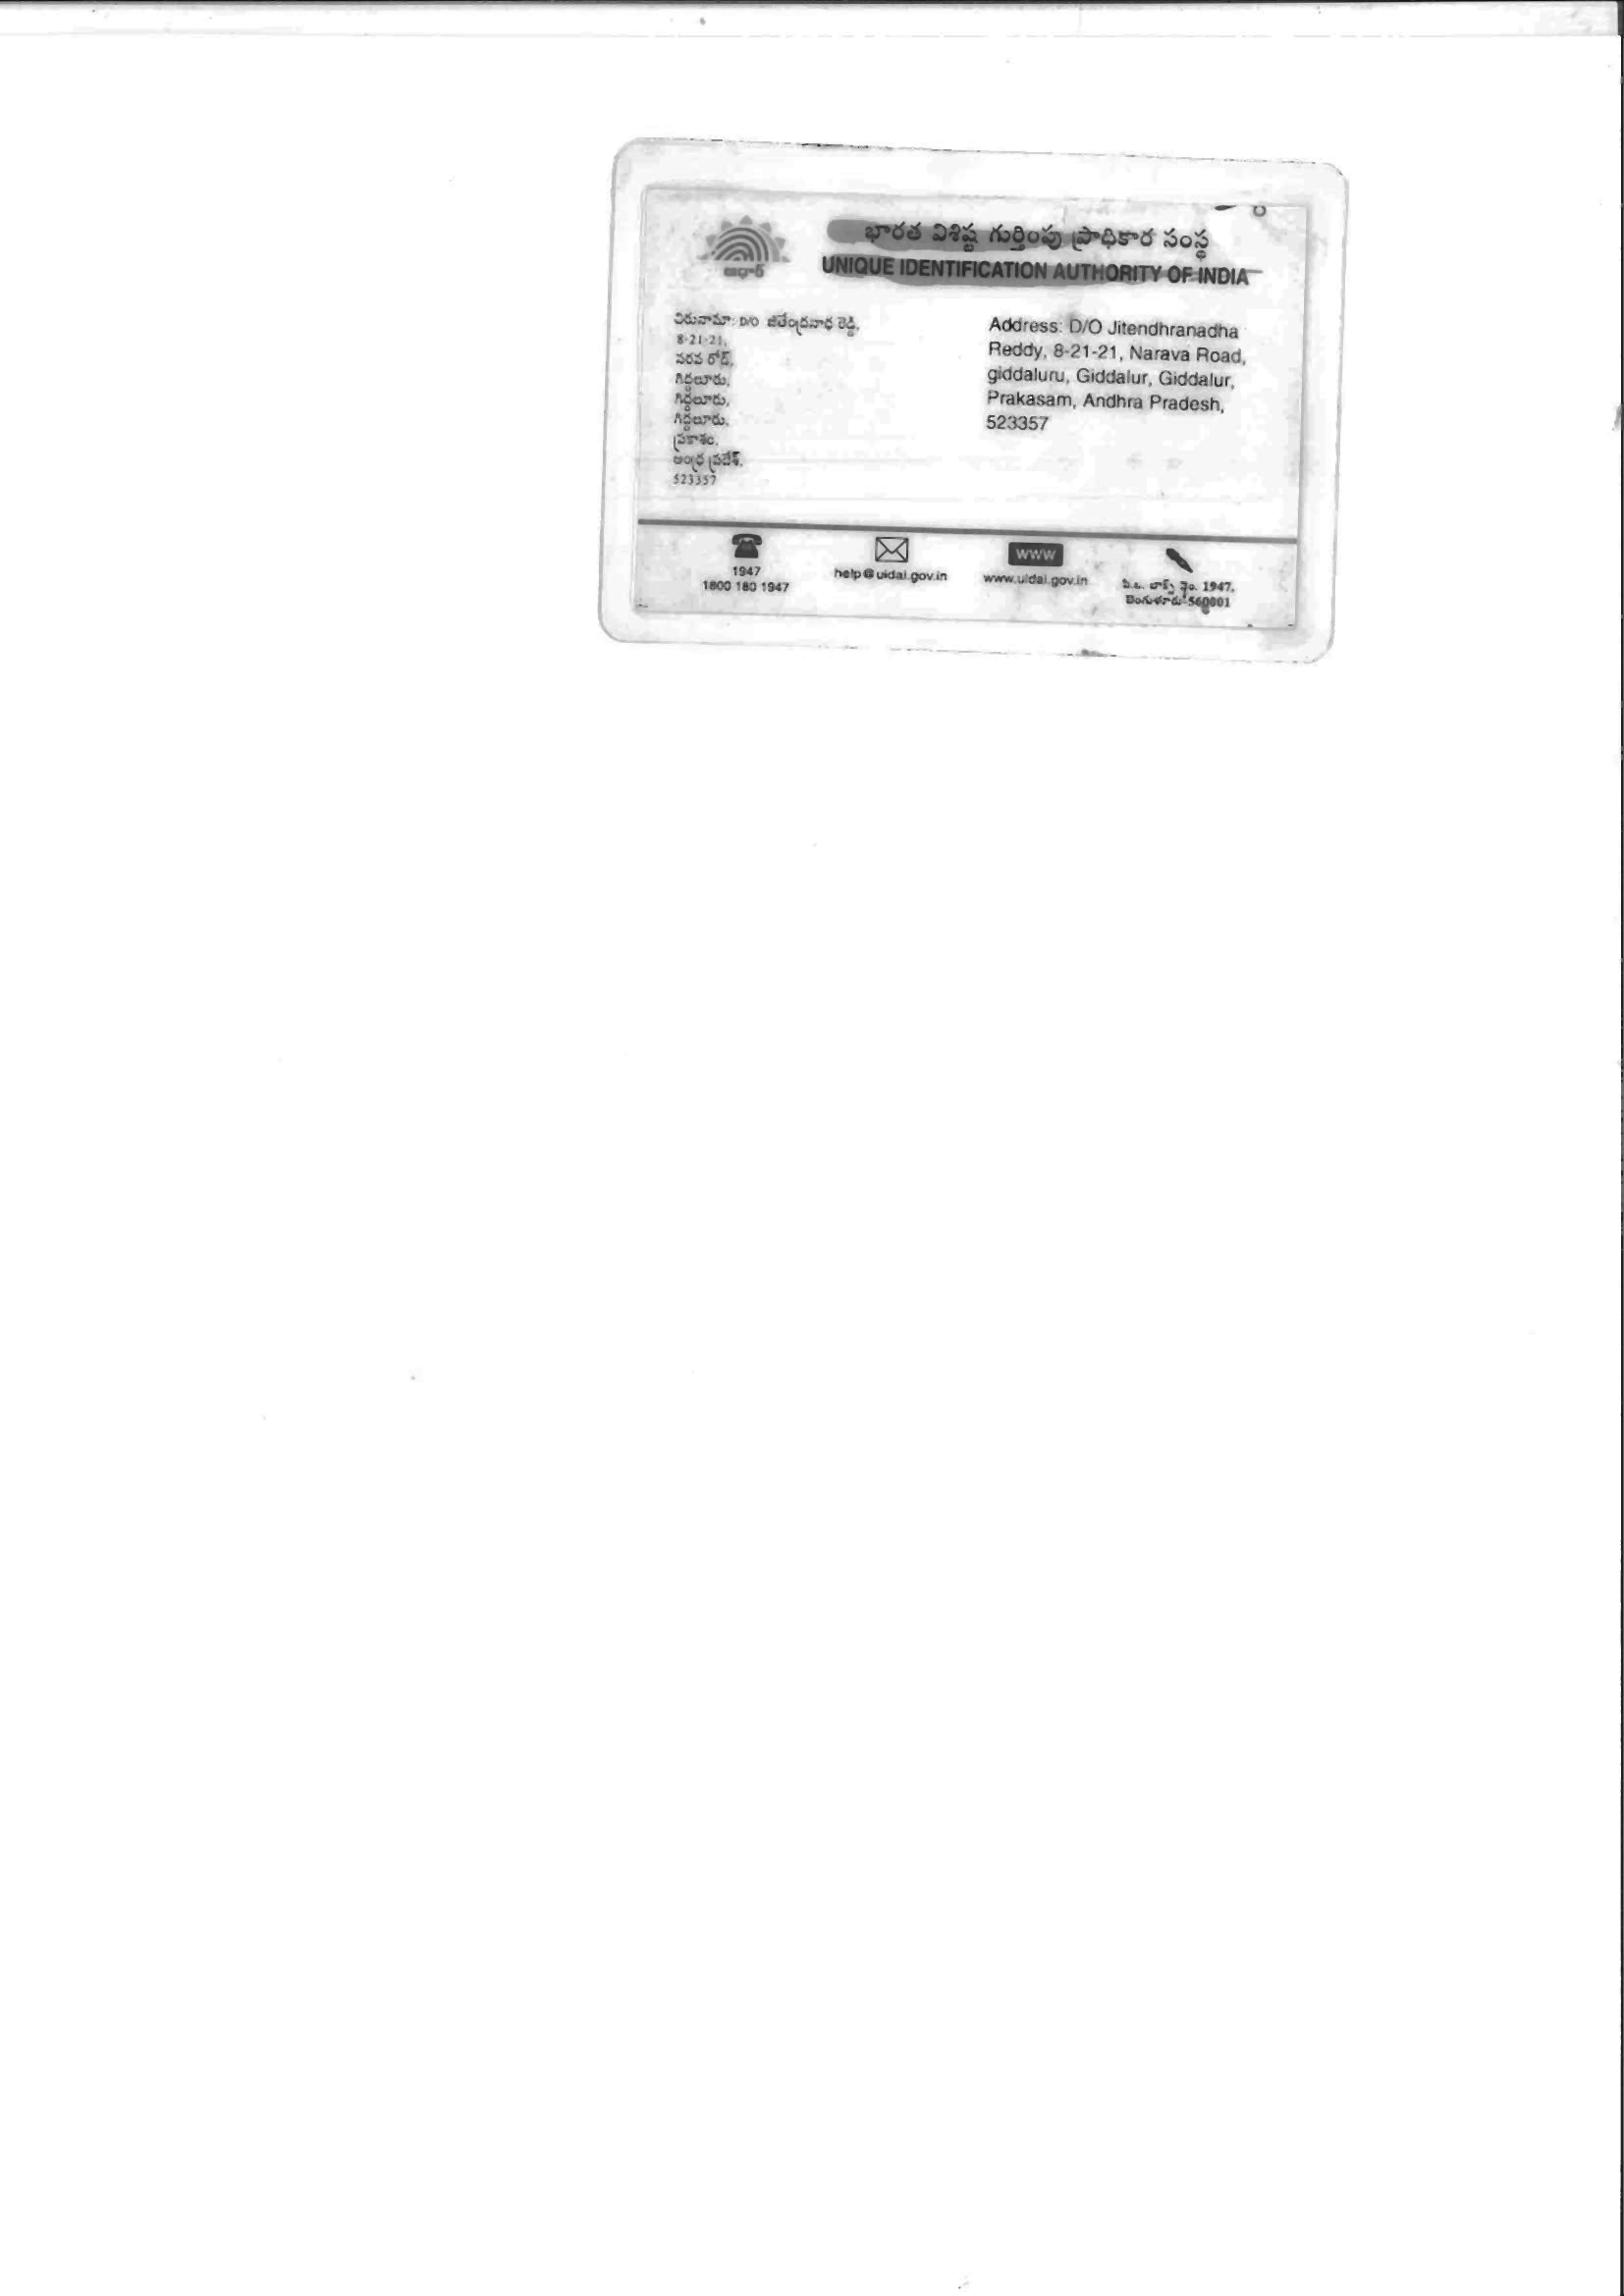 భారత విశిష్ట గుర్తింపు ప్రాధికార సంస్థ
UNIQUE IDENTIFICATION AUTHORITY OF INDIA
ఆధార్
చిరునామా: D/O జితేంద్రనాధ రెడ్డి,
8-21-21,
నరవ రోడ్,
గిద్దలూరు,
గిద్దలూరు,
గిద్దలూరు,
ప్రకాశం,
ఆంధ్ర ప్రదేశ్,
523357
Address: D/O Jitendhranadha
Reddy, 8-21-21, Narava Road,
giddaluru, Giddalur, Giddalur,
Prakasam, Andhra Pradesh,
523357
1947
1800 180 1947
help@uidai.gov.in
WWW
www.uidai.gov.in
పి.ఒ. బాక్స్ నెం. 1947,
బెంగుళూరు-560001